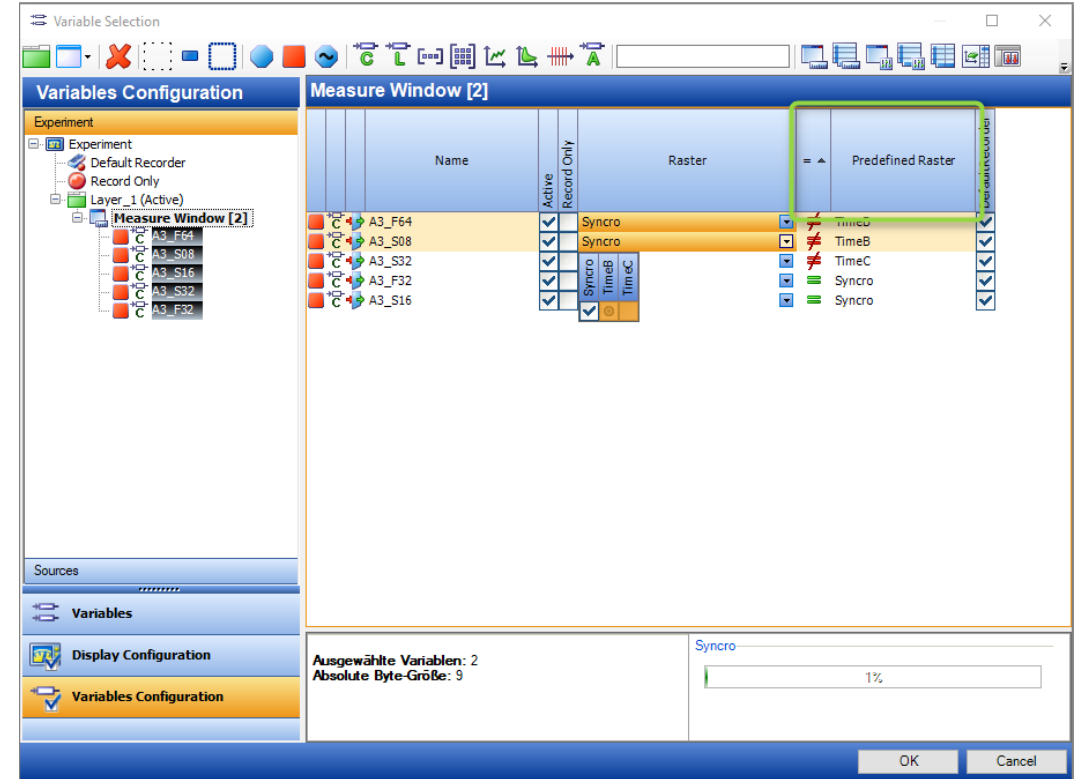 Variable Selection
Variables Configuration
Measure Window [2]
Experiment
Experiment
Default Recorder
Record Only
Layer_1 (Active)
Measure Window [2]
C A3_F64
C A3_S08
C A3_S16
C A3_S32
C A3_F32
Name
Active
Record Only
Raster
= Predefined Raster
DefaultRecorder
C A3_F64 Syncro ≠ TimeB
C A3_S08 Syncro ≠ TimeB
C A3_S32 ≠ TimeC
C A3_F32 = Syncro
C A3_S16 = Syncro
Syncro
TimeB
TimeC
Sources
Variables
Display Configuration
Variables Configuration
Ausgewählte Variablen: 2
Absolute Byte-Größe: 9
Syncro
1%
OK Cancel